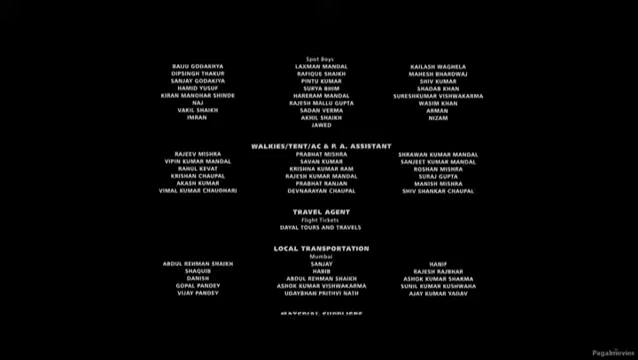 Spot Boys
BAIJU GODAKHYA LAXMAN MANDAL KAILASH WAGHELA
DIPSINGH THAKUR RAFIQUE SHAIKH MAHESH BHARDWAJ
SANJAY GODAKIYA PINTU KUMAR SHIV KUMAR
HAMID YUSUF SURYA BHIM SHADAB KHAN
KIRAN MANOHAR SHINDE HARERAM MANDAL SURESHKUMAR VISHWAKARMA
NAJ RAJESH MALLU GUPTA WASIM KHAN
VAKIL SHAIKH SADAN VERMA ARMAN
IMRAN AKHIL SHAIKH NIZAM
JAWED
WALKIES/TENT/AC & P. A. ASSISTANT
RAJEEV MISHRA PRABHAT MISHRA SHRAWAN KUMAR MANDAL
VIPIN KUMAR MANDAL SAVAN KUMAR SANJEET KUMAR MANDAL
RAHUL KEVAT KRISHNA KUMAR RAM ROSHAN MISHRA
KRISHAN CHAUPAL RAJESH KUMAR MANDAL SURAJ GUPTA
AKASH KUMAR PRABHAT RANJAN MANISH MISHRA
VIMAL KUMAR CHAUDHARI DEVNARAYAN CHAUPAL SHIV SHANKAR CHAUPAL
TRAVEL AGENT
Flight Tickets
DAYAL TOURS AND TRAVELS
LOCAL TRANSPORTATION
Mumbai
ABDUL REHMAN SHAIKH SANJAY HANIF
SHAQUIB HABIB RAJESH RAJBHAR
DANISH ABDUL REHMAN SHAIKH ASHOK KUMAR SHARMA
GOPAL PANDEY ASHOK KUMAR VISHWAKARMA SUNIL KUMAR KUSHWAHA
VIJAY PANDEY UDAYBHAN PRITHVI NATH AJAY KUMAR YADAV
MATERIAL SUPPLIERS
Pagalmovies